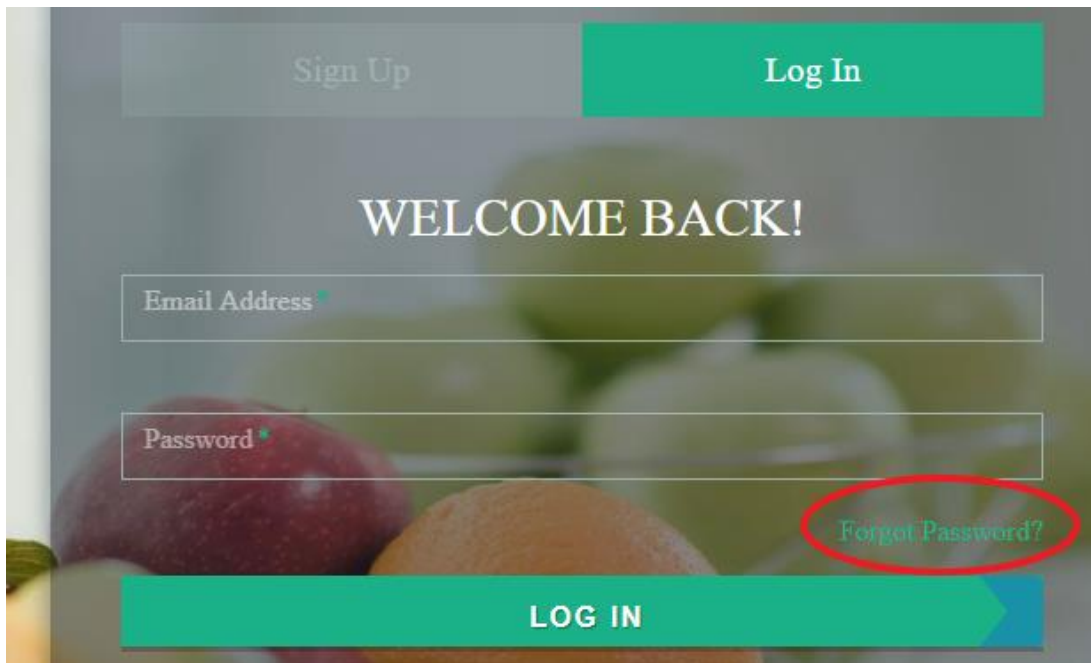 Sign Up
Log In
WELCOME BACK!
Email Address*
Password*
Forgot Password?
LOG IN